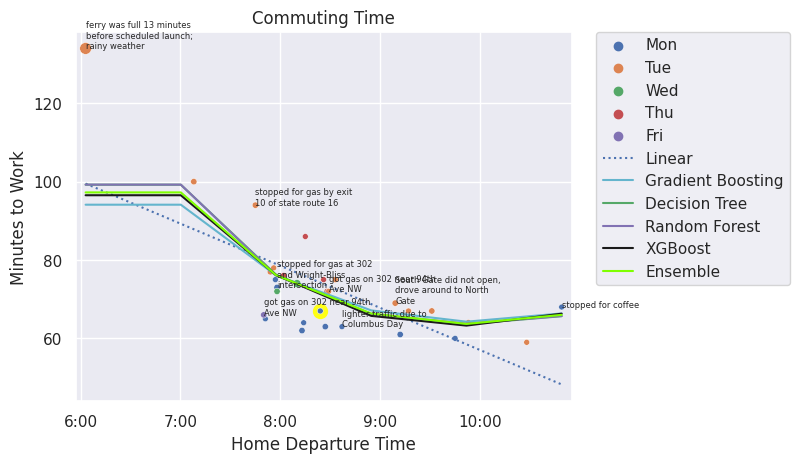 Commuting Time
ferry was full 13 minutes
before scheduled launch;
rainy weather
stopped for gas by exit
10 of state route 16
stopped for gas at 302
and Wright-Bliss
intersection
got gas on 302 near 94th
Ave NW
South Gate did not open,
drove around to North
Gate
got gas on 302 near 94th
Ave NW
lighter traffic due to
Columbus Day
stopped for coffee
120
100
80
60
6:00
7:00
8:00
9:00
10:00
Minutes to Work
Home Departure Time
Mon
Tue
Wed
Thu
Fri
Linear
Gradient Boosting
Decision Tree
Random Forest
XGBoost
Ensemble